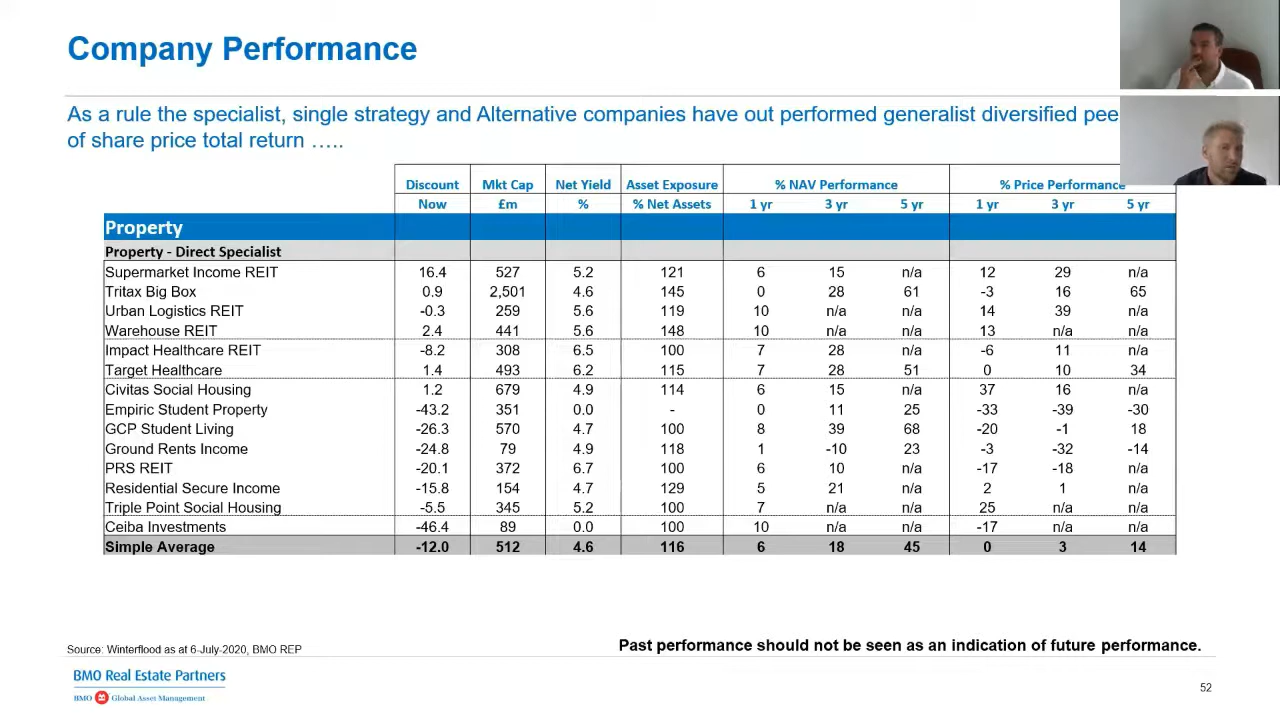 Company Performance
As a rule the specialist, single strategy and Alternative companies have out performed generalist diversified
of share price total return …..
Discount Mkt Cap Net Yield Asset Exposure % NAV Performance % Price Performance
Now £m % % Net Assets 1 yr 3 yr 5 yr 1 yr 3 yr 5 yr
Property
Property - Direct Specialist
Supermarket Income REIT 16.4 527 5.2 121 6 15 n/a 12 29 n/a
Tritax Big Box 0.9 2,501 4.6 145 0 28 61 -3 16 65
Urban Logistics REIT -0.3 259 5.6 119 10 n/a n/a 14 39 n/a
Warehouse REIT 2.4 441 5.6 148 10 n/a n/a 13 n/a n/a
Impact Healthcare REIT -8.2 308 6.5 100 7 28 n/a -6 11 n/a
Target Healthcare 1.4 493 6.2 115 7 28 51 0 10 34
Civitas Social Housing 1.2 679 4.9 114 6 15 n/a 37 16 n/a
Empiric Student Property -43.2 351 0.0 - 0 11 25 -33 -39 -30
GCP Student Living -26.3 570 4.7 100 8 39 68 -20 -1 18
Ground Rents Income -24.8 79 4.9 118 1 -10 23 -3 -32 -14
PRS REIT -20.1 372 6.7 100 6 10 n/a -17 -18 n/a
Residential Secure Income -15.8 154 4.7 129 5 21 n/a 2 1 n/a
Triple Point Social Housing -5.5 345 5.2 100 7 n/a n/a 25 n/a n/a
Ceiba Investments -46.4 89 0.0 100 10 n/a n/a -17 n/a n/a
Simple Average -12.0 512 4.6 116 6 18 45 0 3 14
Source: Winterflood as at 6-July-2020, BMO REP
Past performance should not be seen as an indication of future performance.
BMO Real Estate Partners
BMO Global Asset Management
52